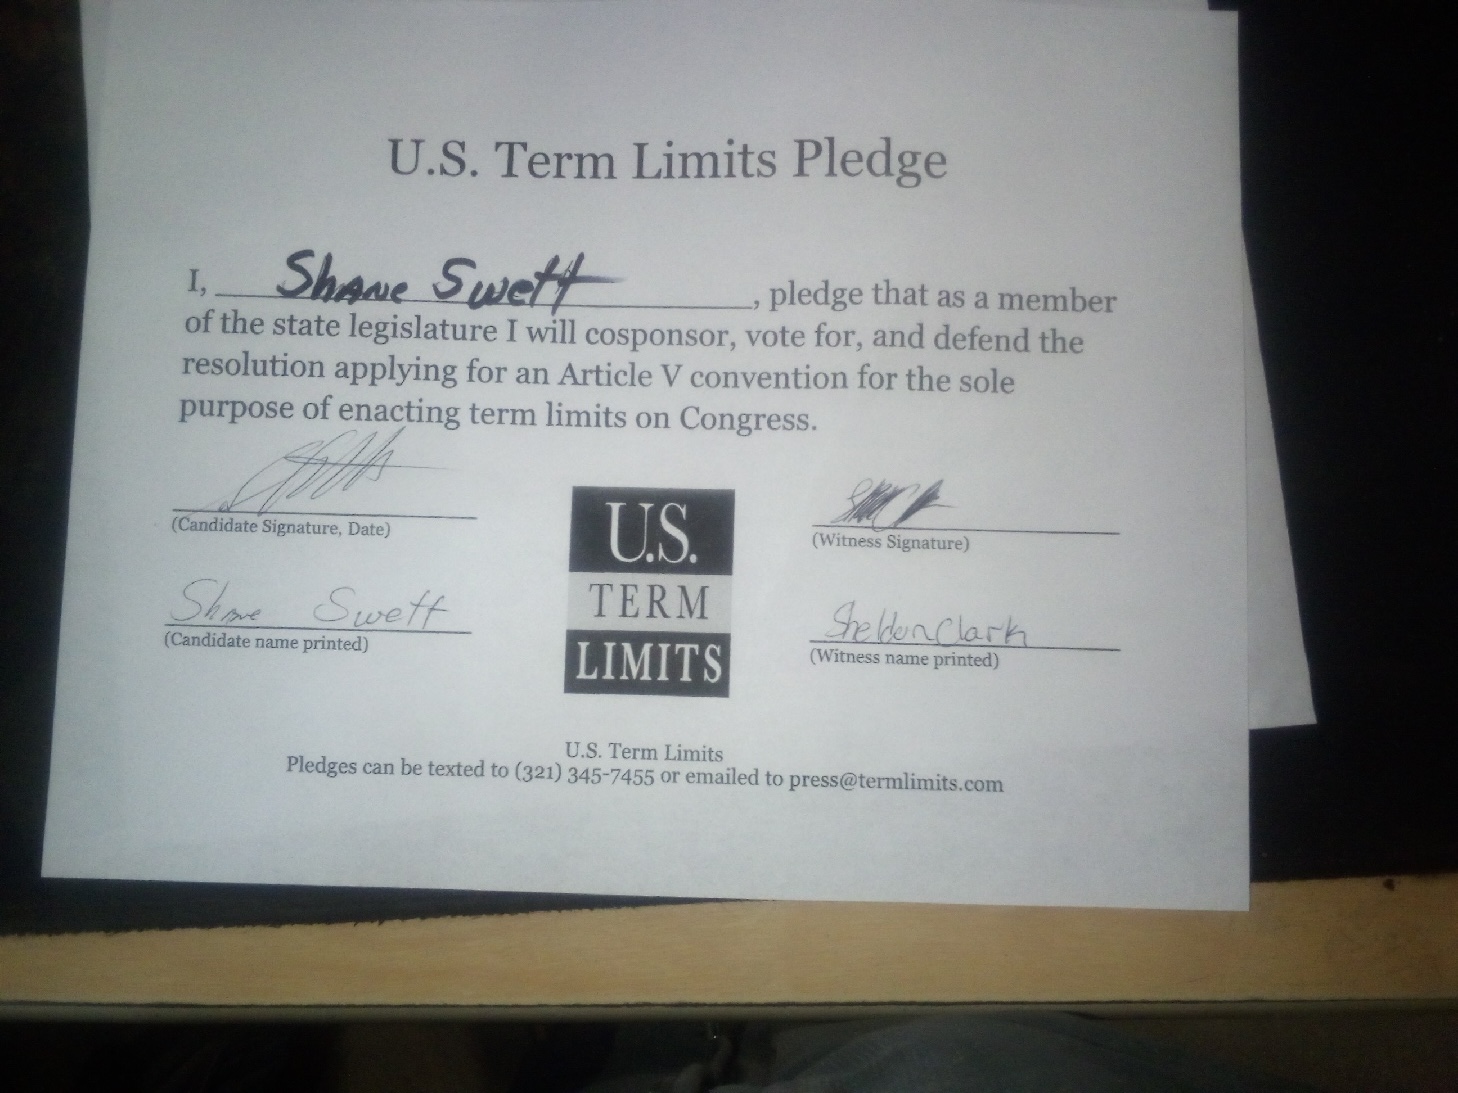 U.S. Term Limits Pledge
I, Shane Swett, pledge that as a member
of the state legislature I will cosponsor, vote for, and defend the
resolution applying for an Article V convention for the sole
purpose of enacting term limits on Congress.
(Candidate Signature, Date)
Shane Swett
(Candidate name printed)
U.S.
TERM
LIMITS
(Witness Signature)
Sheldon Clark
(Witness name printed)
U.S. Term Limits
Pledges can be texted to (321) 345-7455 or emailed to press@termlimits.com